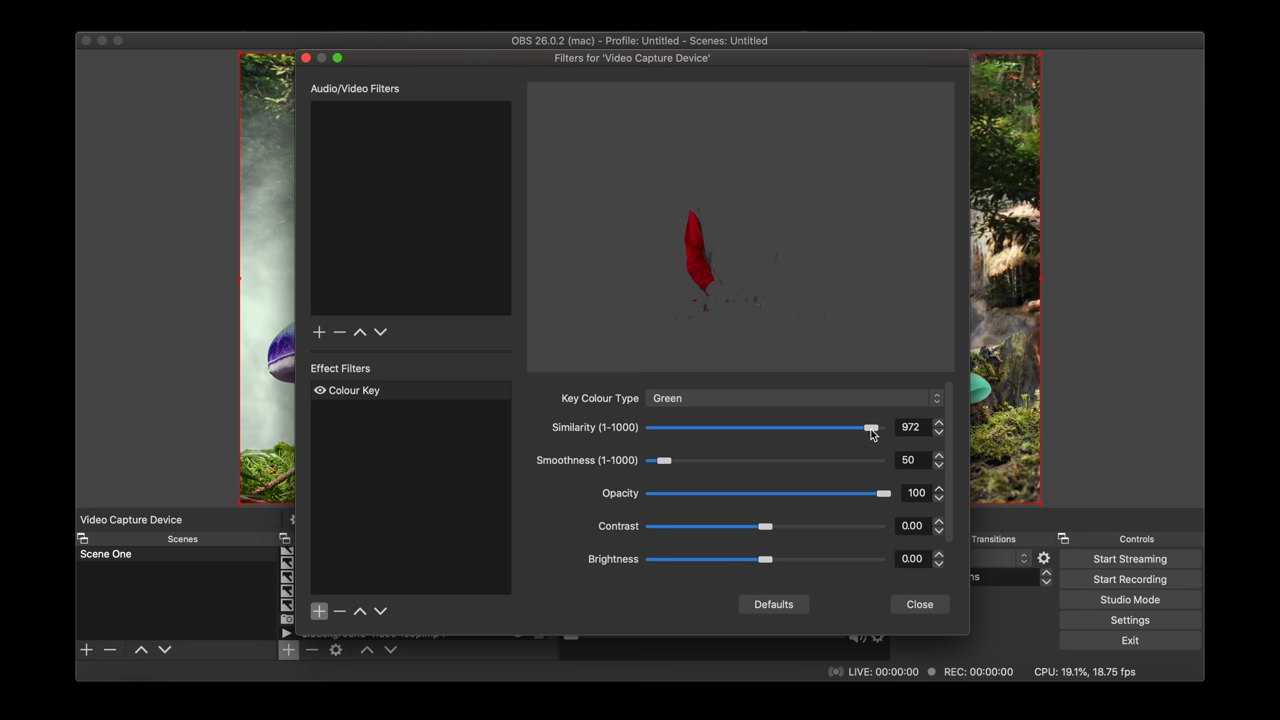 OBS 26.0.2 (mac) - Profile: Untitled - Scenes: Untitled
Filters for 'Video Capture Device'
Audio/Video Filters
Effect Filters
Colour Key
Key Colour Type Green
Similarity (1-1000) 972
Smoothness (1-1000) 50
Opacity 100
Contrast 0.00
Brightness 0.00
Defaults Close
Video Capture Device
Scenes
Scene One
Transitions
Controls
Start Streaming
Start Recording
Studio Mode
Settings
Exit
LIVE: 00:00:00 REC: 00:00:00 CPU: 19.1%, 18.75 fps